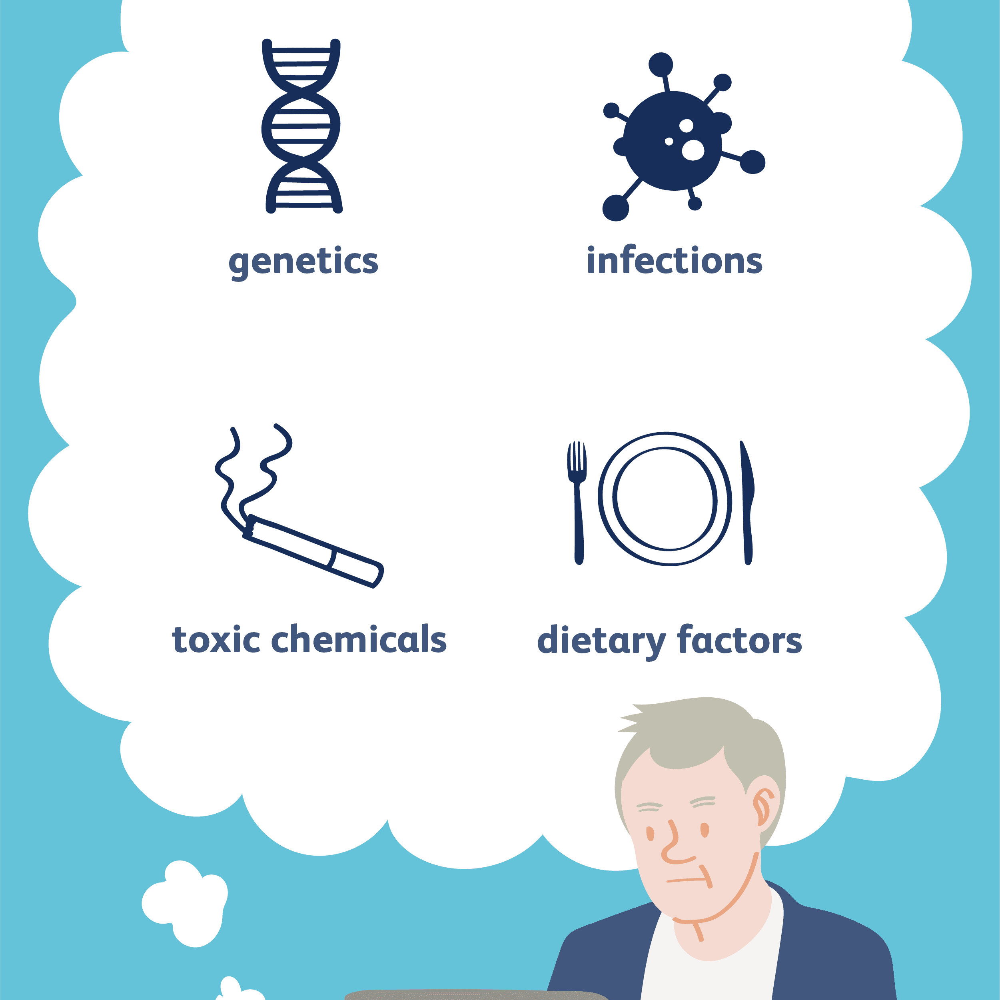 genetics
infections
toxic chemicals
dietary factors